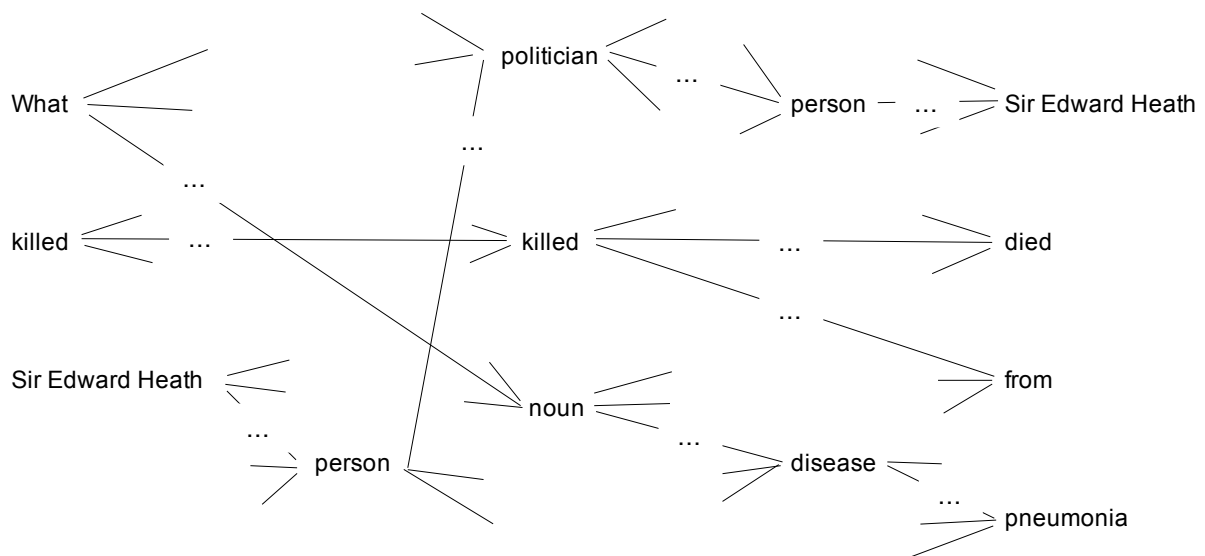 politician
What
...
person
...
Sir Edward Heath
...
...
killed
...
killed
...
died
...
Sir Edward Heath
from
noun
...
person
...
disease
...
pneumonia